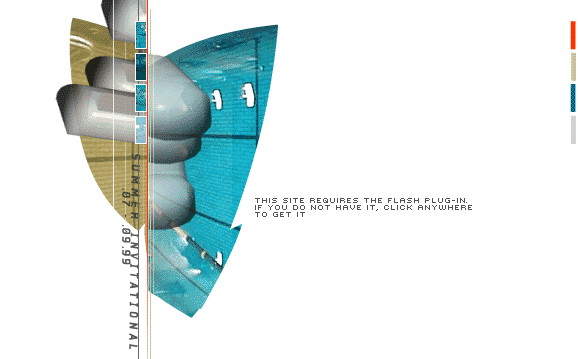 SUMMER INVITATIONAL
.07.09.99
THIS SITE REQUIRES THE FLASH PLUG-IN.
IF YOU DO NOT HAVE IT, CLICK ANYWHERE
TO GET IT